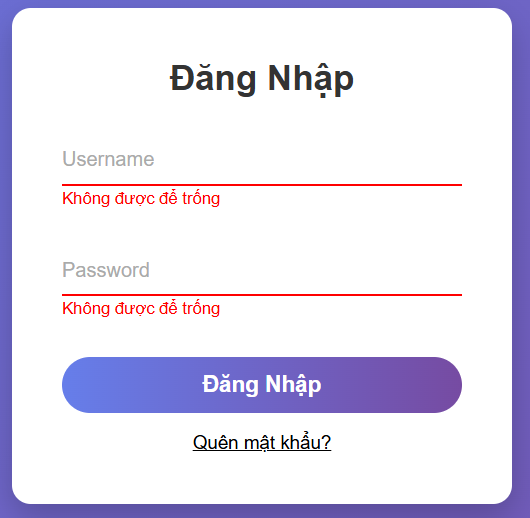 Đăng Nhập
Username
Không được để trống
Password
Không được để trống
Đăng Nhập
Quên mật khẩu?